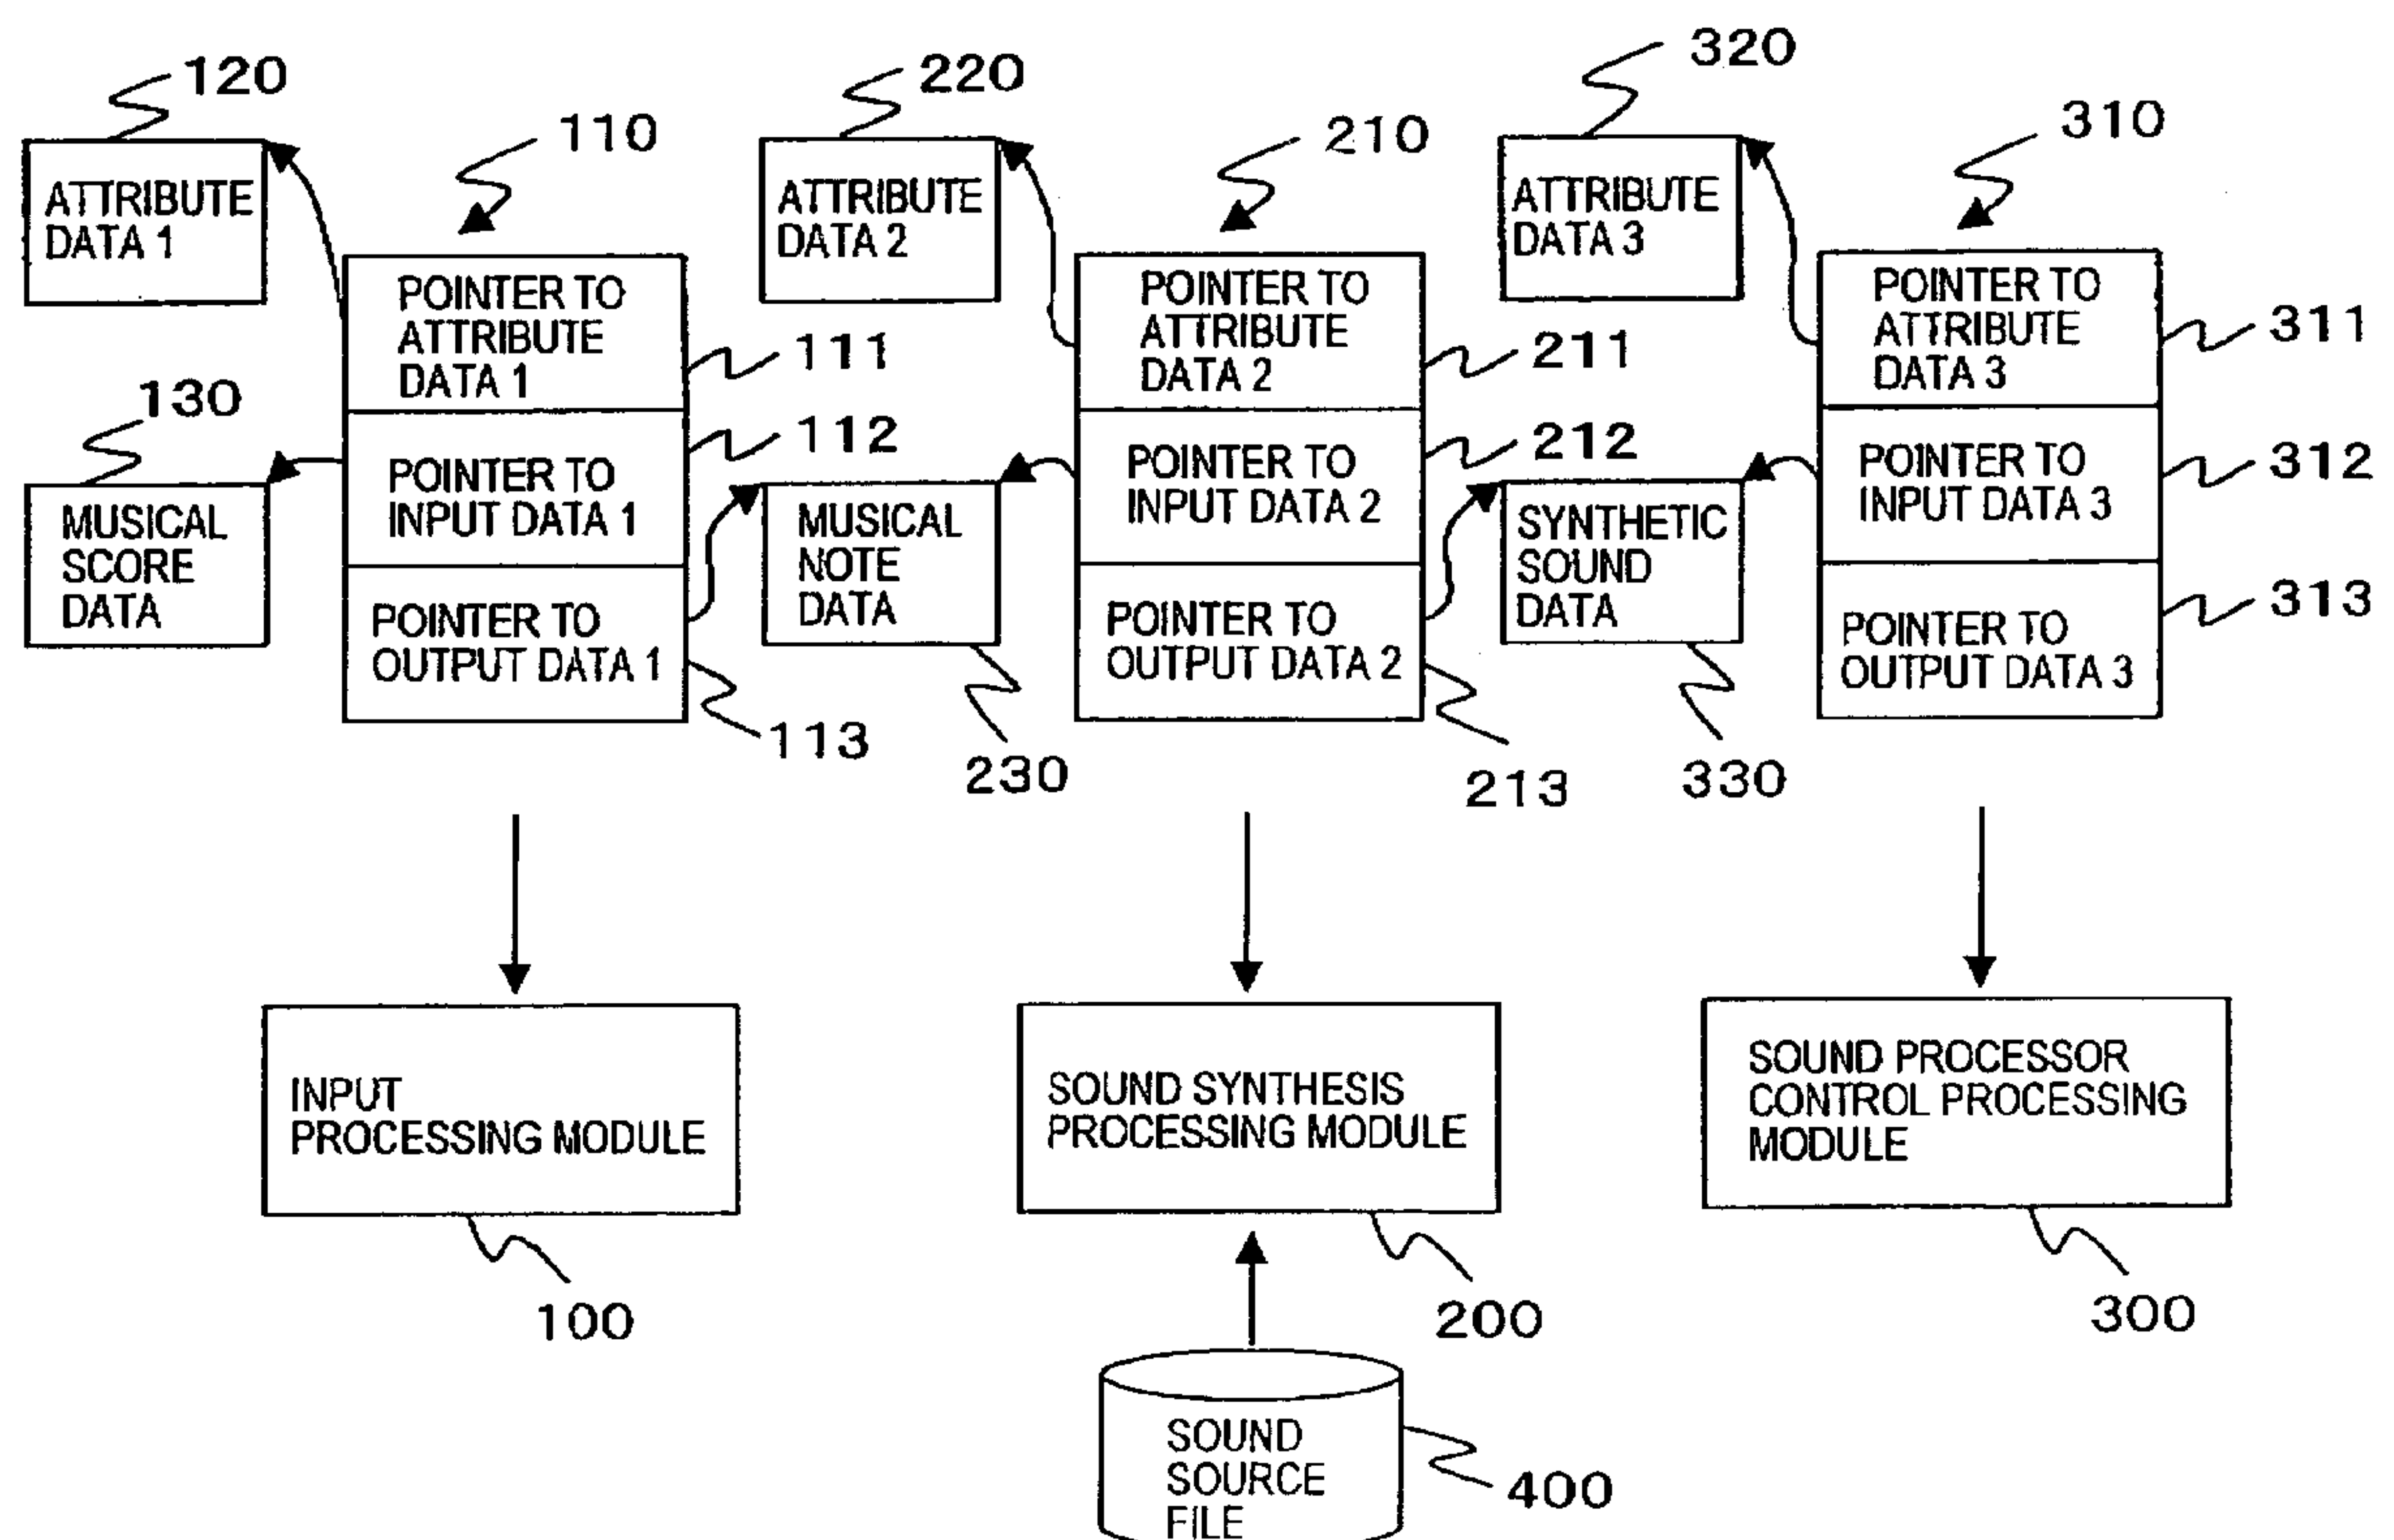 120
220
320
110
210
310
ATTRIBUTE
DATA 1
ATTRIBUTE
DATA 2
ATTRIBUTE
DATA 3
POINTER TO
ATTRIBUTE
DATA 1
POINTER TO
ATTRIBUTE
DATA 2
POINTER TO
ATTRIBUTE
DATA 3
111
211
311
130
112
212
312
POINTER TO
INPUT DATA 1
POINTER TO
INPUT DATA 2
POINTER TO
INPUT DATA 3
MUSICAL
SCORE
DATA
MUSICAL
NOTE
DATA
SYNTHETIC
SOUND
DATA
313
POINTER TO
OUTPUT DATA 1
POINTER TO
OUTPUT DATA 2
POINTER TO
OUTPUT DATA 3
113
230
213
330
INPUT
PROCESSING MODULE
SOUND SYNTHESIS
PROCESSING MODULE
SOUND PROCESSOR
CONTROL PROCESSING
MODULE
100
200
300
SOUND
SOURCE
FILE
400